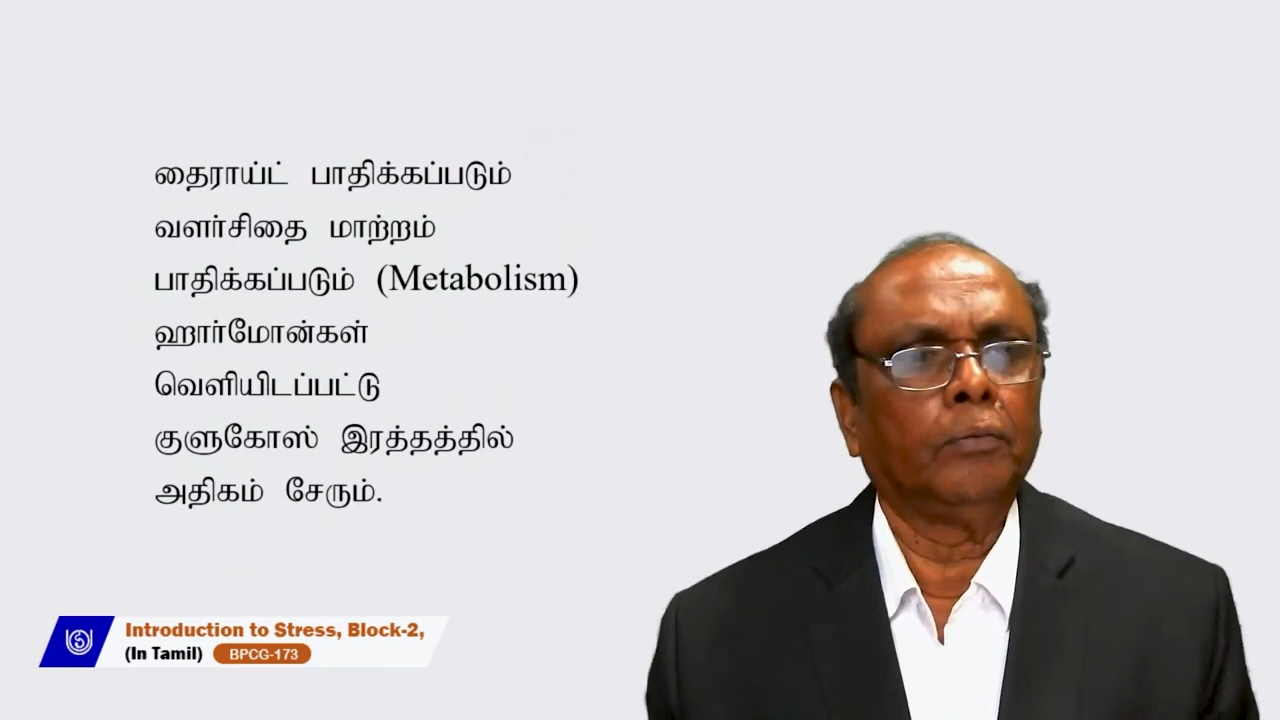 தைராய்ட் பாதிக்கப்படும்
வளர்சிதை மாற்றம்
பாதிக்கப்படும் (Metabolism)
ஹார்மோன்கள்
வெளியிடப்பட்டு
குளுகோஸ் இரத்தத்தில்
அதிகம் சேரும்.
Introduction to Stress, Block-2,
(In Tamil) BPCG-173